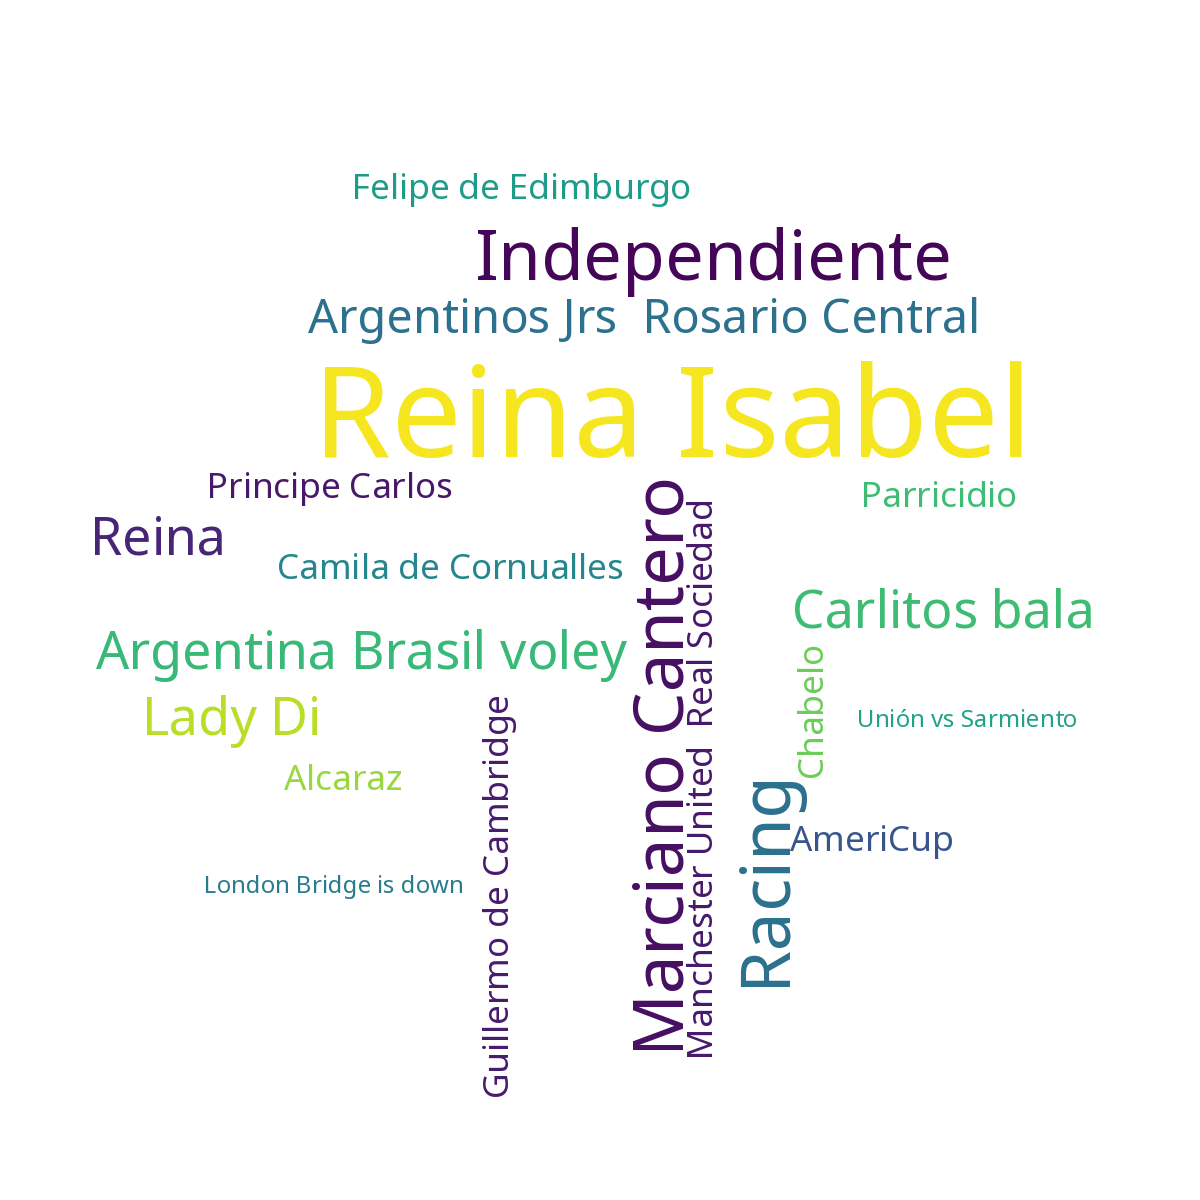 Felipe de Edimburgo
Independiente
Argentinos Jrs
Rosario Central
Reina Isabel
Principe Carlos
Parricidio
Reina
Camila de Cornualles
Carlitos bala
Argentina Brasil voley
Marciano Cantero
Real Sociedad
Chabelo
Lady Di
Unión vs Sarmiento
Alcaraz
Guillermo de Cambridge
Manchester United
Racing
AmeriCup
London Bridge is down